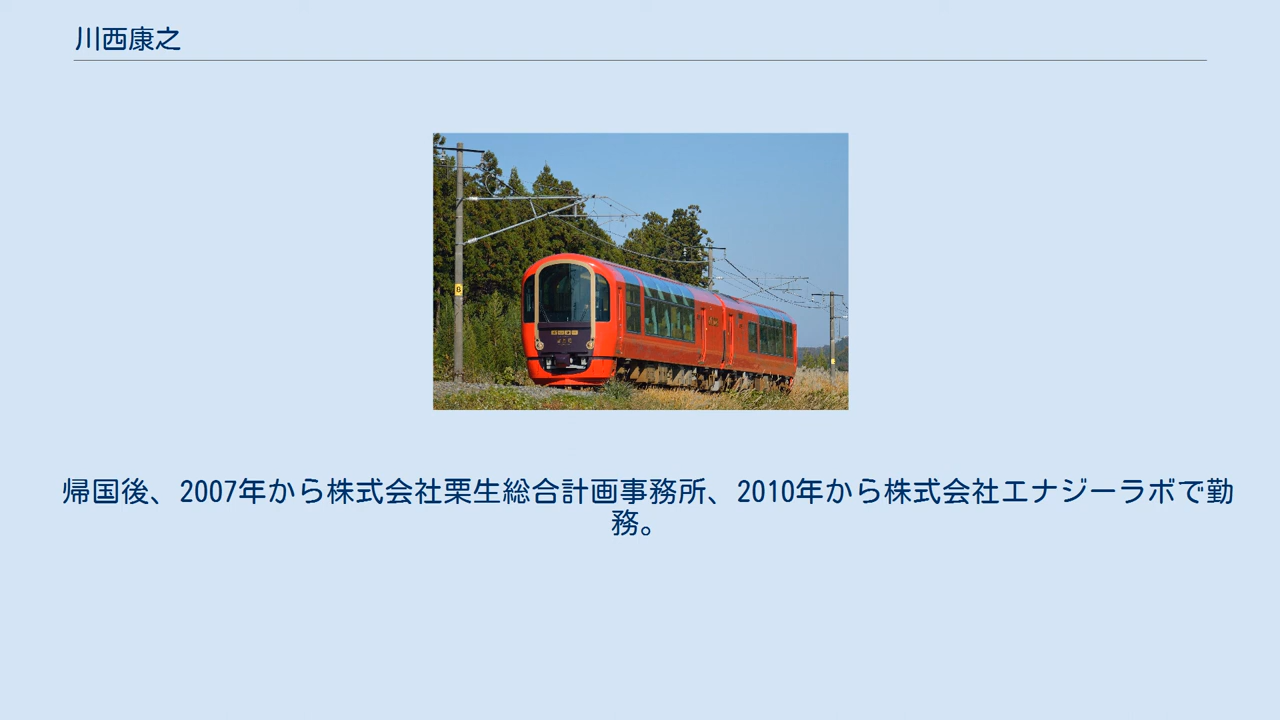 川西康之
B
帰国後、2007年から株式会社栗生総合計画事務所、2010年から株式会社エナジーラボで勤
務。